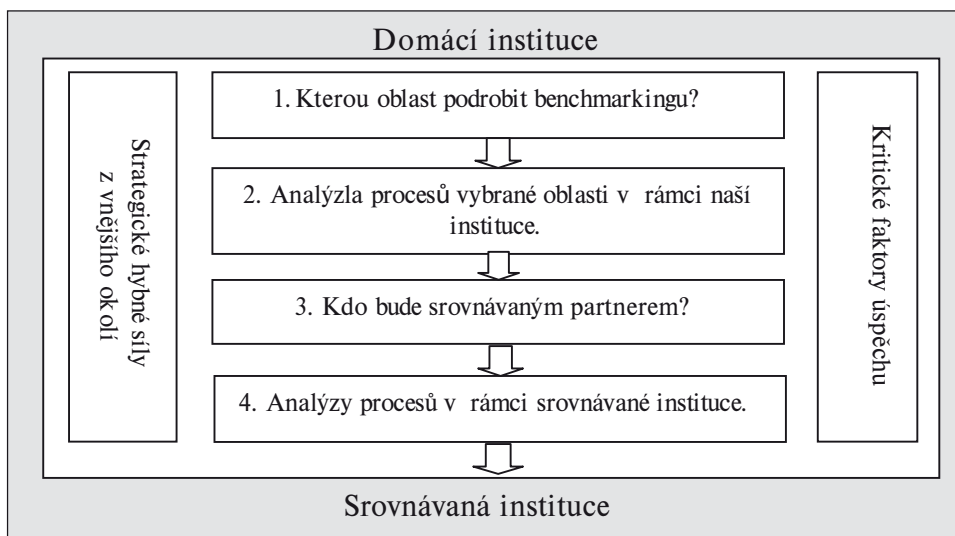 Domácí instituce
Strategické hybné síly
z vnějšího okolí
1. Kterou oblast podrobit benchmarkingu?
2. Analýzla procesů vybrané oblasti v rámci naší
instituce.
3. Kdo bude srovnávaným partnerem?
4. Analýzy procesů v rámci srovnávané instituce.
Kritické faktory úspěchu
Srovnávaná instituce